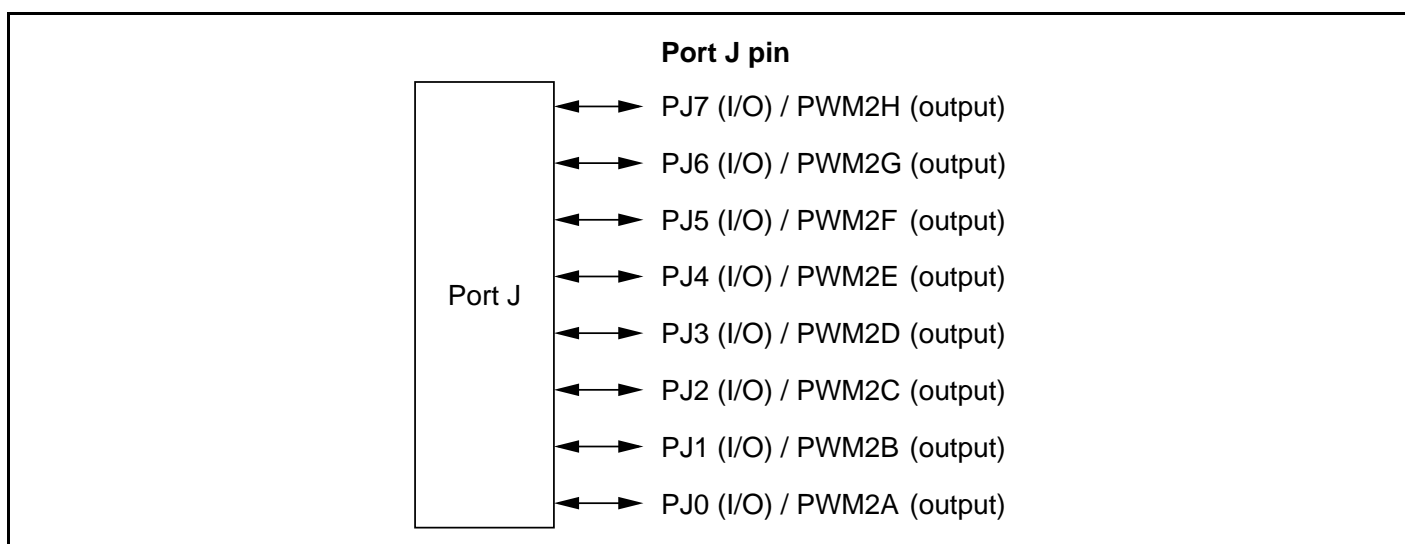 Port J pin
PJ7 (I/O) / PWM2H (output)
PJ6 (I/O) / PWM2G (output)
PJ5 (I/O) / PWM2F (output)
PJ4 (I/O) / PWM2E (output)
Port J
PJ3 (I/O) / PWM2D (output)
PJ2 (I/O) / PWM2C (output)
PJ1 (I/O) / PWM2B (output)
PJ0 (I/O) / PWM2A (output)